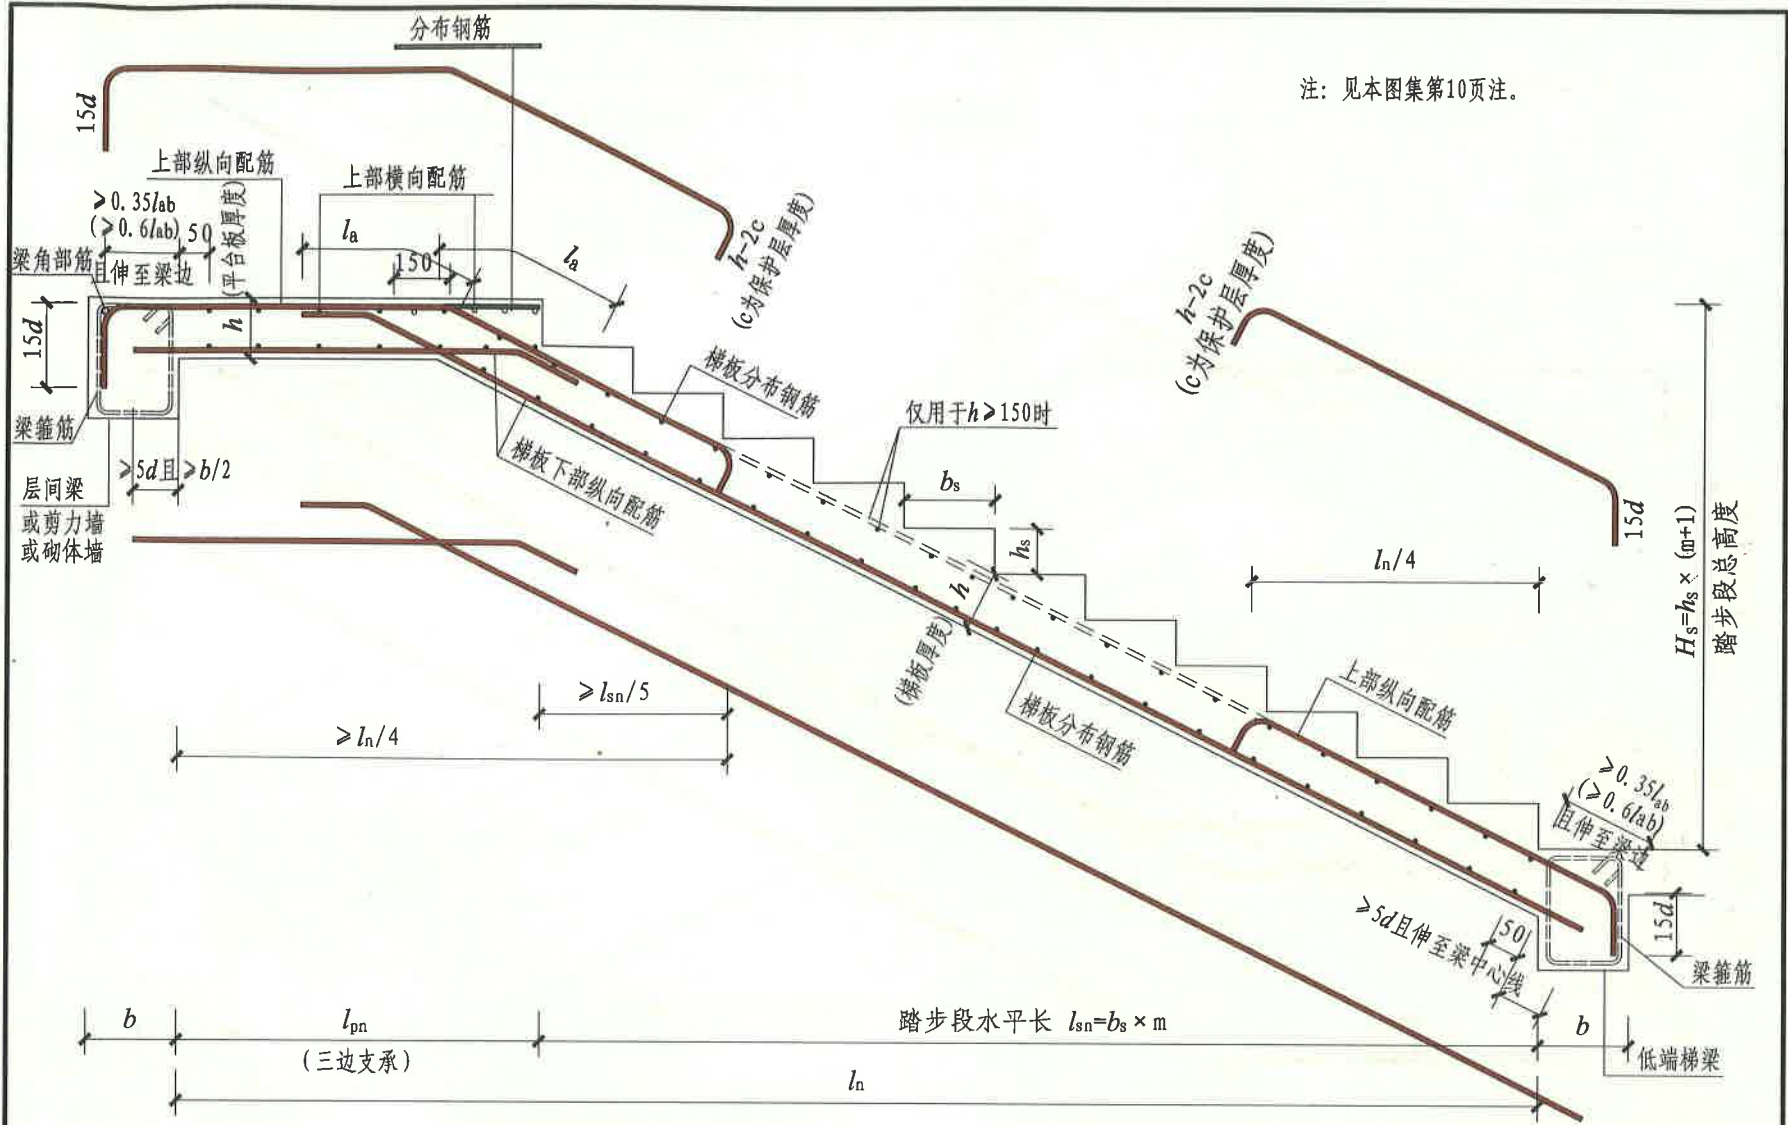 分布钢筋
注：见本图集第10页注。
15d
上部纵向配筋
上部横向配筋
≥0.35lab
(≥0.6lab)
50
(平台板厚度)
梁角部筋
且伸至梁边
la
150
la
h-2c
(c为保护层厚度)
h-2c
(c为保护层厚度)
15d
h
梯板分布钢筋
仅用于h≥150时
梁箍筋
梯板下部纵向配筋
≥5d且≥b/2
层间梁
或剪力墙
或砌体墙
bs
hs
15d
ln/4
Hs=hs×(m+1)
踏步段总高度
h
(梯板厚度)
≥lsn/5
≥ln/4
上部纵向配筋
梯板分布钢筋
≥0.35lab
(≥0.6lab)
且伸至梁边
≥5d且伸至梁中心线
50
15d
梁箍筋
b
lpn
(三边支承)
踏步段水平长 lsn=bs×m
b
低端梯梁
ln